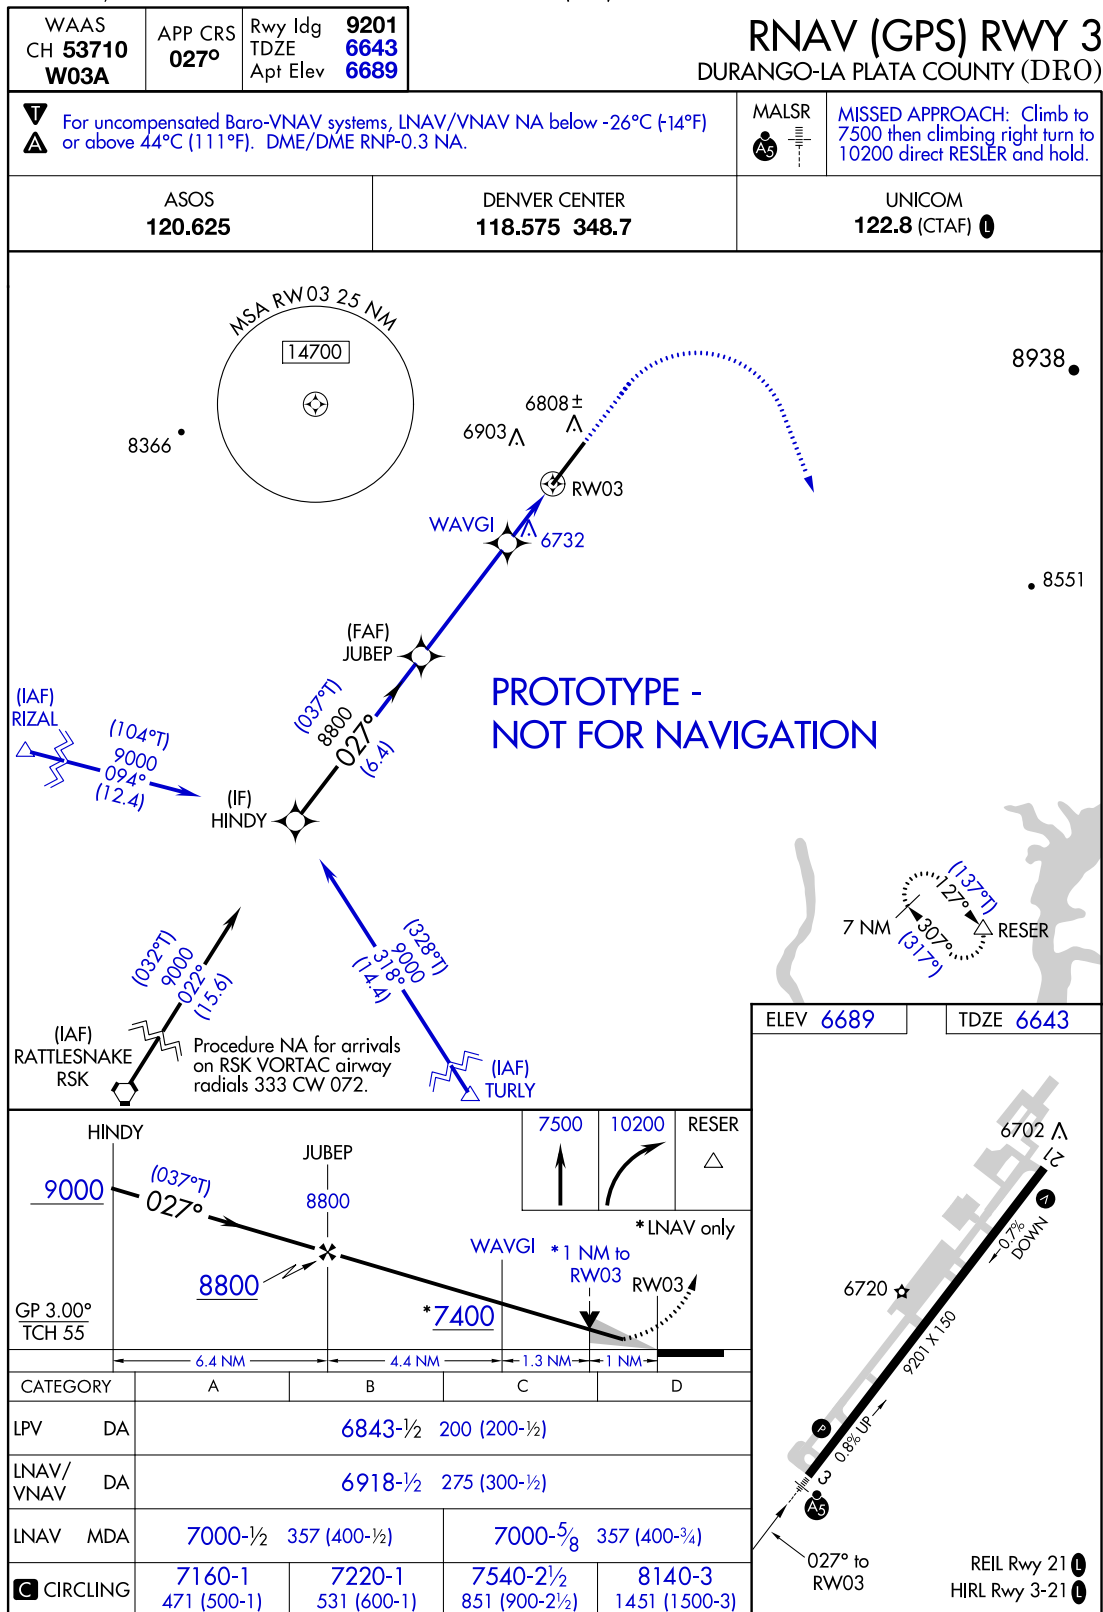 WAAS
CH 53710
W03A
APP CRS
027°
Rwy Idg 9201
TDZE 6643
Apt Elev 6689
RNAV (GPS) RWY 3
DURANGO-LA PLATA COUNTY (DRO)
T
A
For uncompensated Baro-VNAV systems, LNAV/VNAV NA below -26°C (-14°F)
or above 44°C (111°F). DME/DME RNP-0.3 NA.
MALSR
A5
MISSED APPROACH: Climb to
7500 then climbing right turn to
10200 direct RESLER and hold.
ASOS
120.625
DENVER CENTER
118.575 348.7
UNICOM
122.8 (CTAF) L
MSA RW03 25 NM
14700
8366
8938
6903
6808±
RW03
WAVGI
6732
8551
(FAF)
JUBEP
PROTOTYPE -
NOT FOR NAVIGATION
(037°T)
8800
027°
(6.4)
(IAF)
RIZAL
(104°T)
9000
094°
(12.4)
(IF)
HINDY
(328°T)
9000
318°
(14.4)
(032°T)
9000
022°
(15.6)
(137°T)
127°
7 NM
307°
(317°)
RESER
(IAF)
RATTLESNAKE
RSK
Procedure NA for arrivals
on RSK VORTAC airway
radials 333 CW 072.
(IAF)
TURLY
ELEV 6689
TDZE 6643
HINDY
9000
(037°T)
027°
JUBEP
8800
8800
7500
10200
RESER
*LNAV only
WAVGI
*1 NM to
RW03
RW03
*7400
GP 3.00°
TCH 55
6.4 NM
4.4 NM
1.3 NM
1 NM
6702
21
V
0.7%
DOWN
6720
9201 X 150
P
0.8% UP
3
A5
027° to
RW03
REIL Rwy 21 L
HIRL Rwy 3-21 L
CATEGORY A B C D
LPV DA 6843-½ 200 (200-½)
LNAV/
VNAV DA 6918-½ 275 (300-½)
LNAV MDA 7000-½ 357 (400-½) 7000-⅝ 357 (400-¾)
C CIRCLING 7160-1 7220-1 7540-2½ 8140-3
471 (500-1) 531 (600-1) 851 (900-2½) 1451 (1500-3)